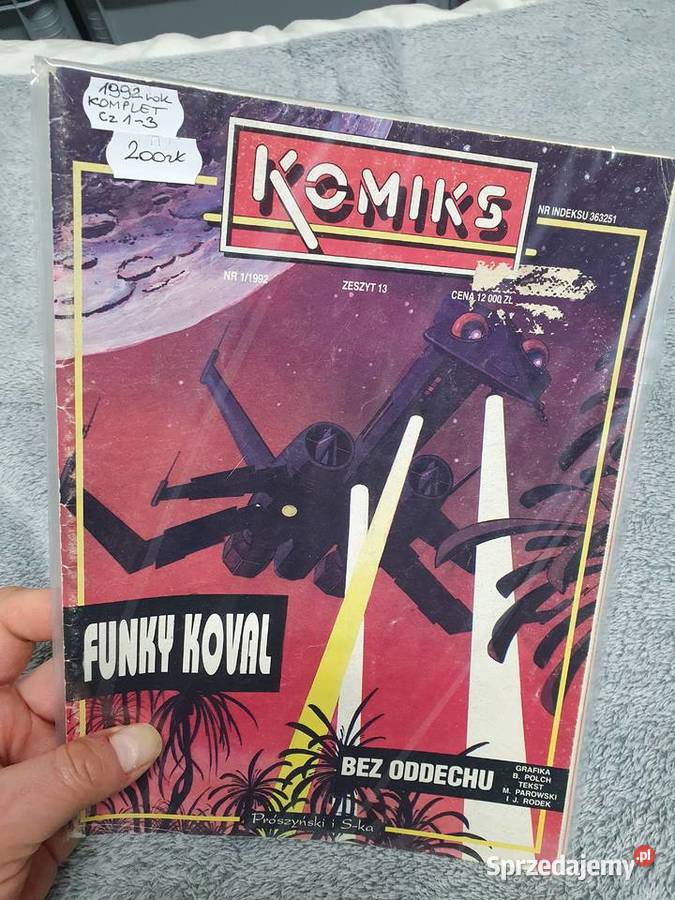 1992 rok
KOMPLET
cz 1-3
200zł
KOMIKS
NR INDEKSU 363251
NR 1/1992
ZESZYT 13
CENA 12 000 ZŁ
FUNKY KOVAL
BEZ ODDECHU
GRAFIKA
B. POLCH
TEKST
M. PAROWSKI
I J. RODEK
Prószyński i S-ka
Sprzedajemy.pl